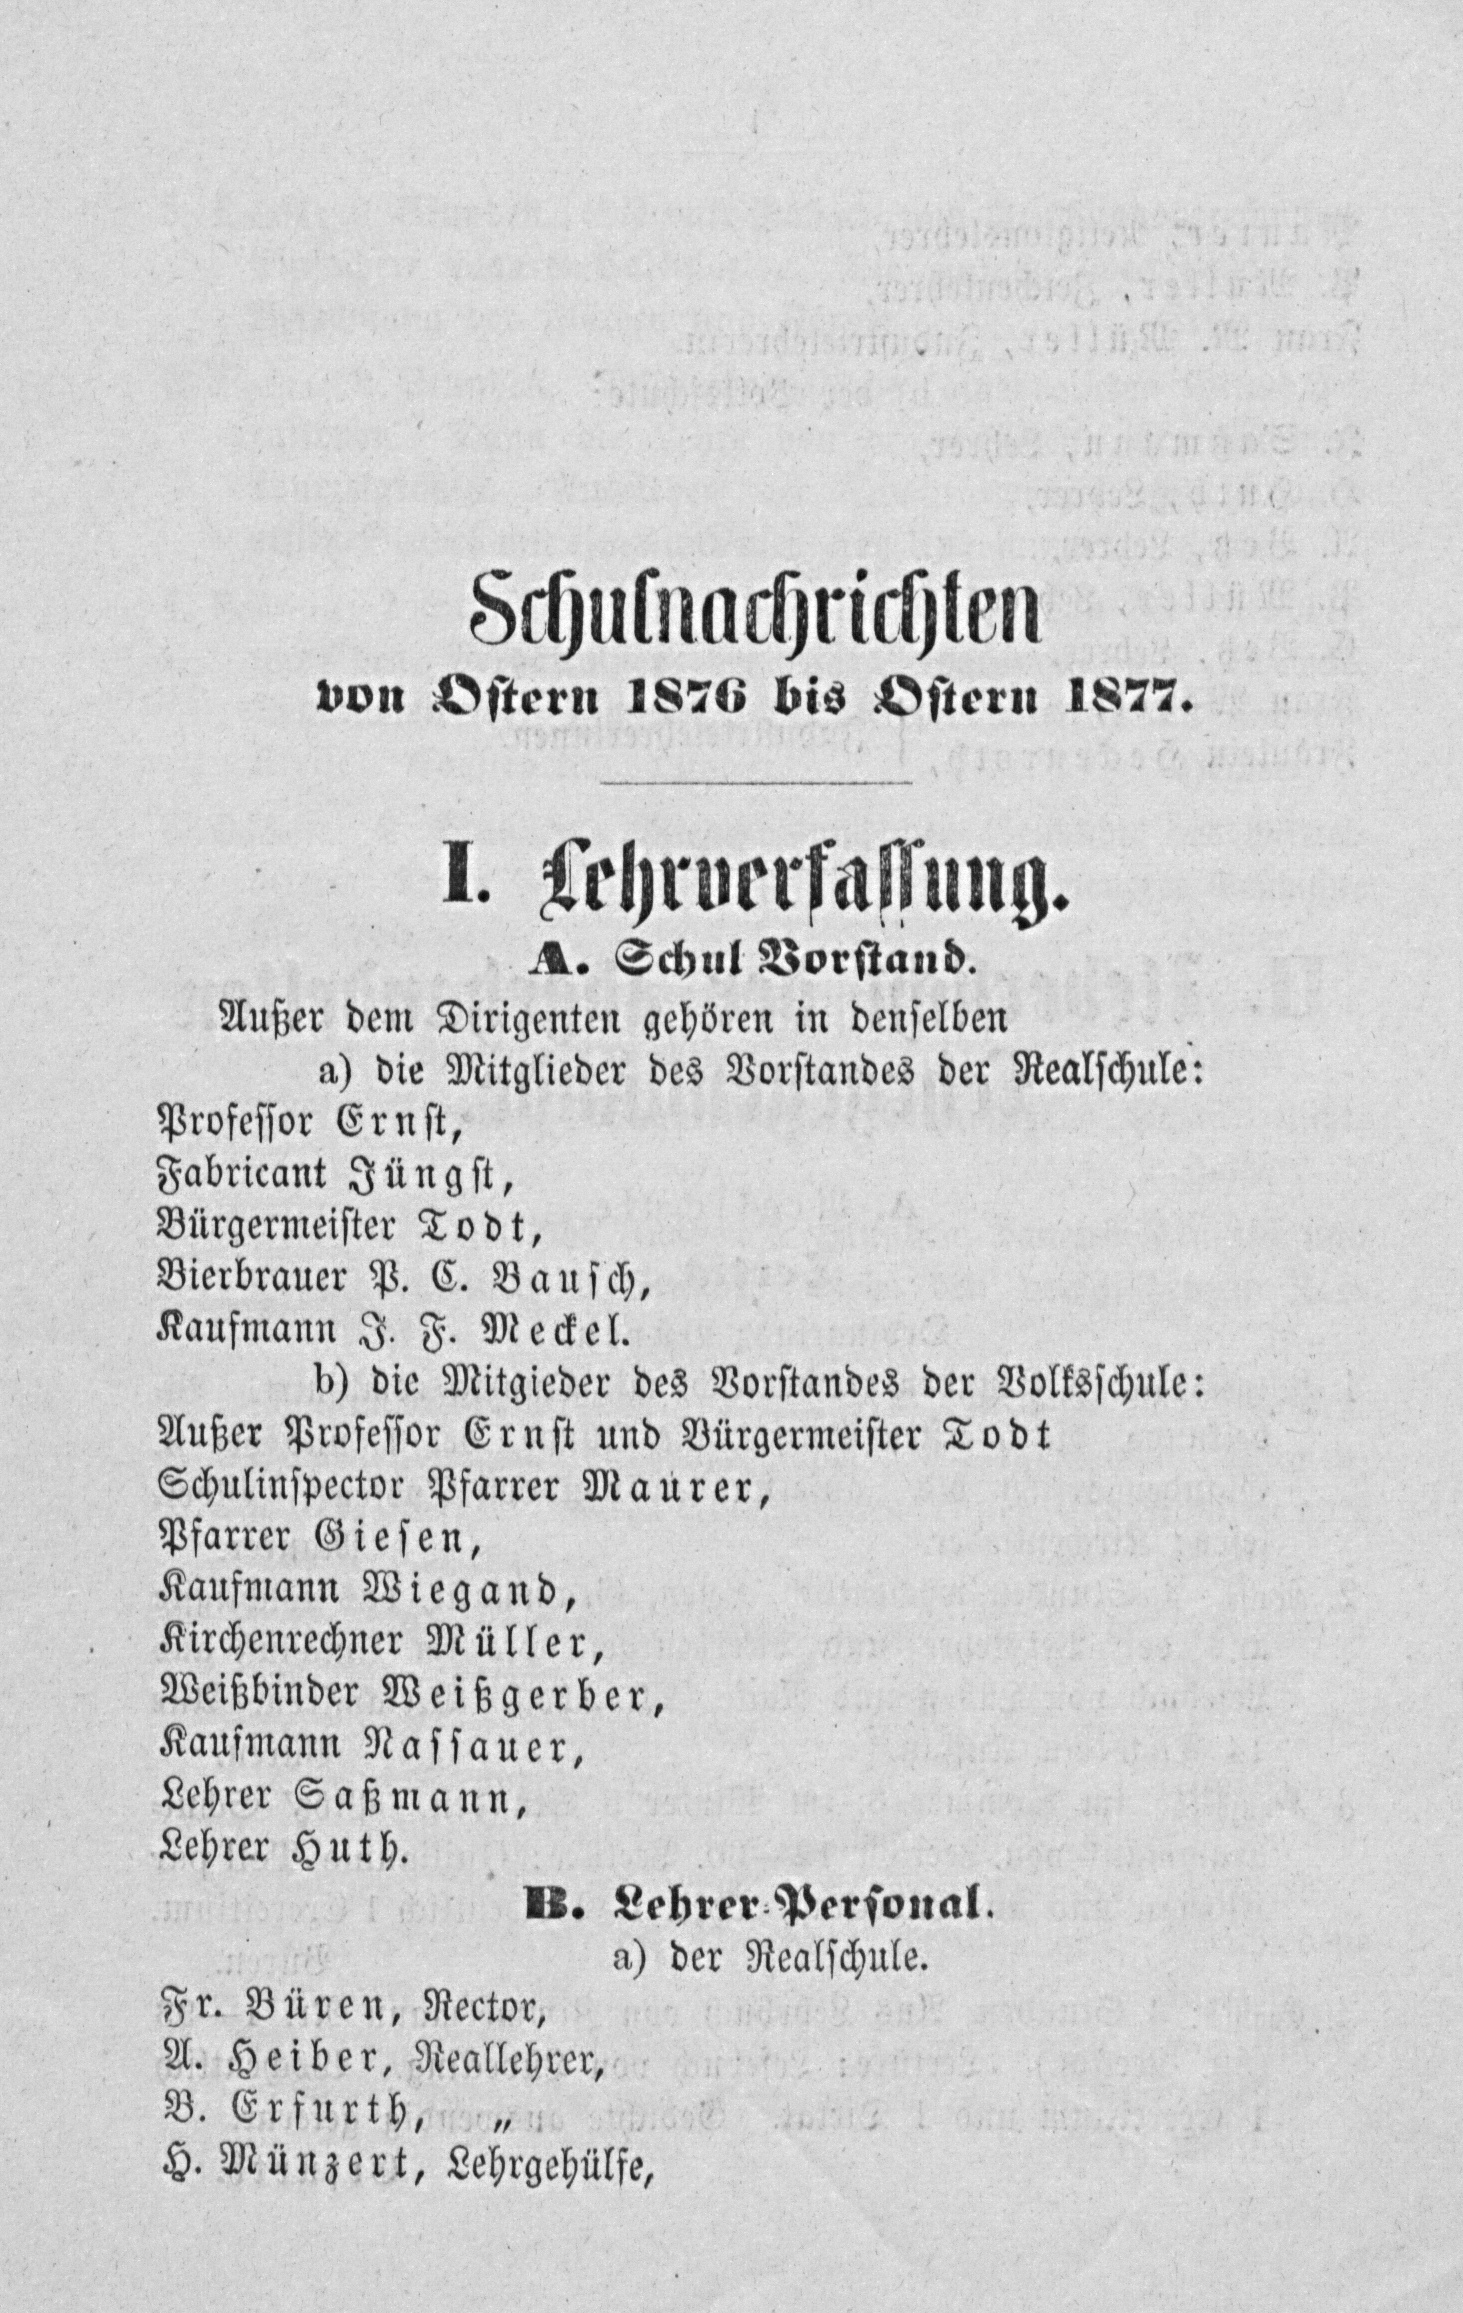 Schulnachrichten
von Ostern 1876 bis Ostern 1877.
I. Lehrverfassung.
A. Schul Vorstand.
Außer dem Dirigenten gehören in denselben
a) die Mitglieder des Vorstandes der Realschule:
Professor Ernst,
Fabricant Jüngst,
Bürgermeister Todt,
Bierbrauer P. C. Bausch,
Kaufmann J. F. Meckel.
b) die Mitgieder des Vorstandes der Volksschule:
Außer Professor Ernst und Bürgermeister Todt
Schulinspector Pfarrer Maurer,
Pfarrer Giesen,
Kaufmann Wiegand,
Kirchenrechner Müller,
Weißbinder Weißgerber,
Kaufmann Nassauer,
Lehrer Saßmann,
Lehrer Huth.
B. Lehrer-Personal.
a) der Realschule.
Fr. Büren, Rector,
A. Heiber, Reallehrer,
B. Erfurth, „
H. Münzert, Lehrgehülfe,